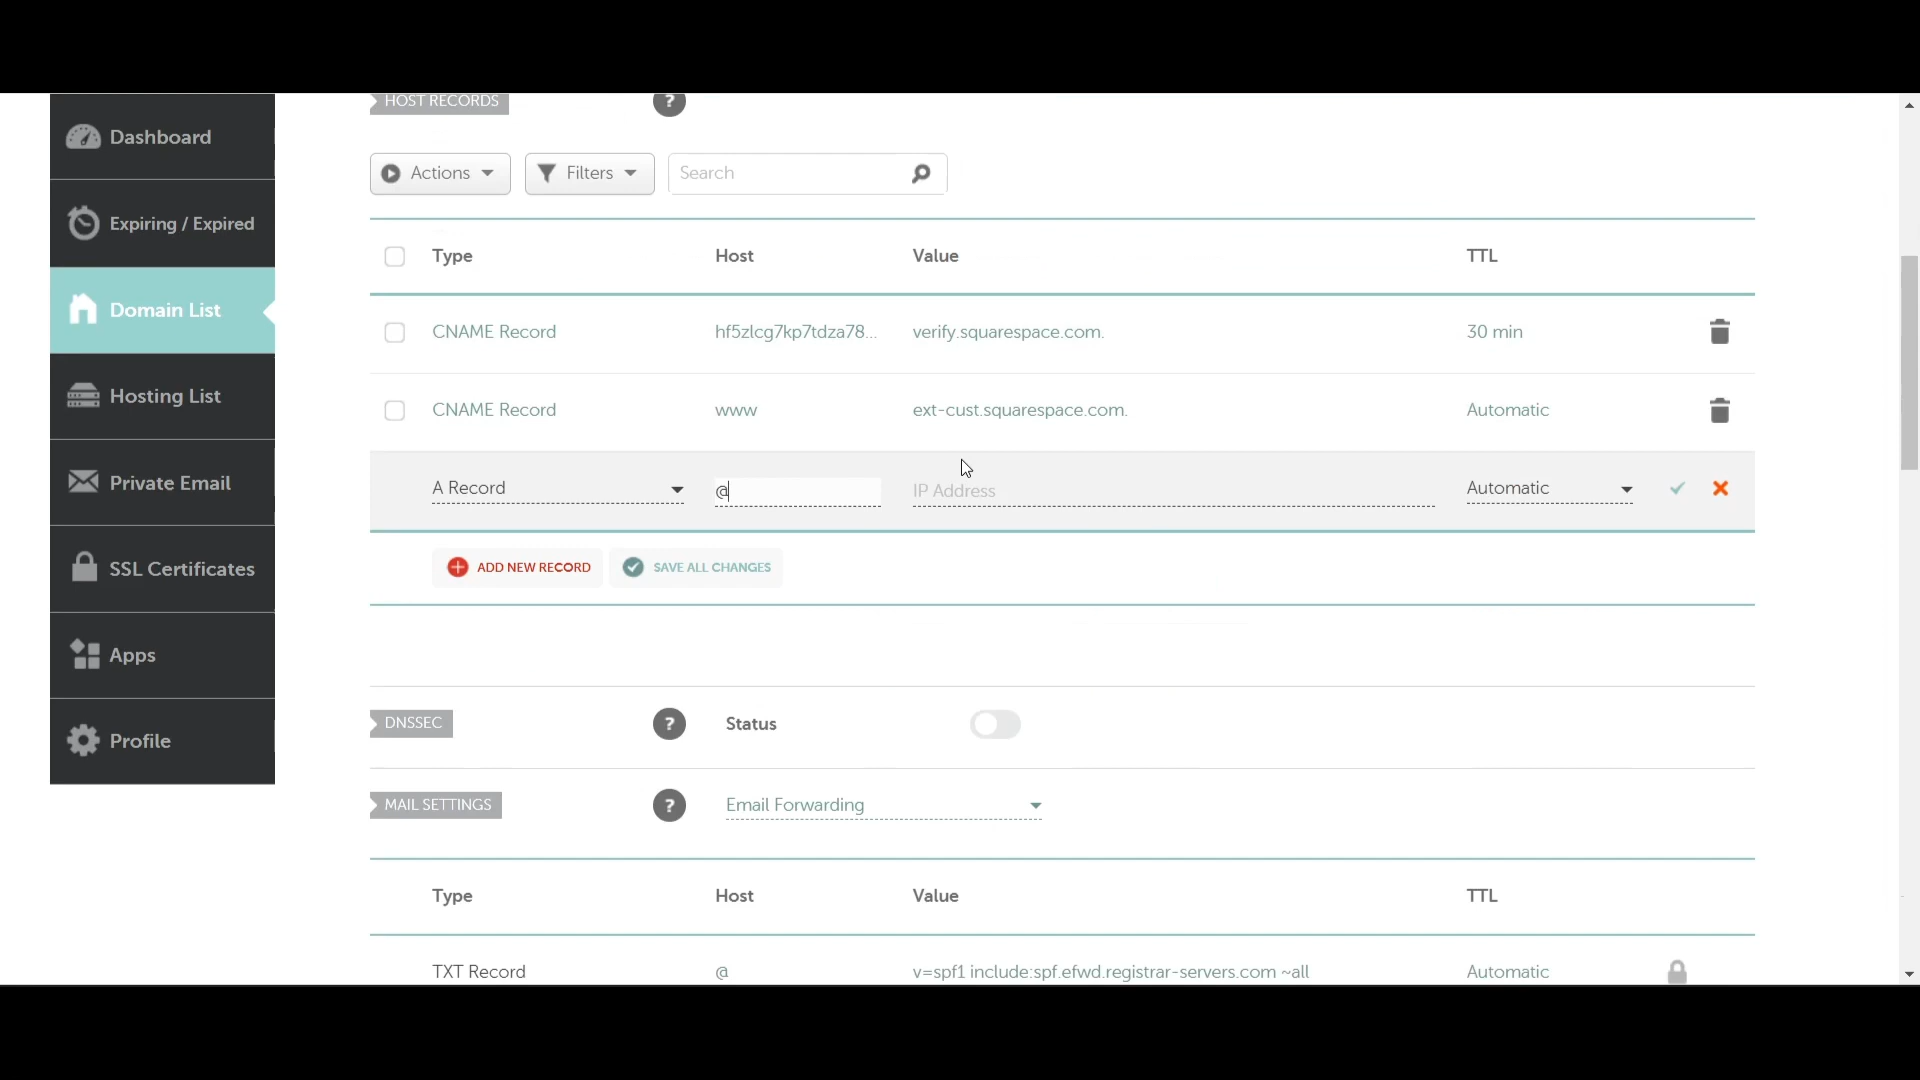 HOST RECORDS ?
Dashboard
Expiring / Expired
Domain List
Hosting List
Private Email
SSL Certificates
Apps
Profile
Actions Filters Search
Type Host Value TTL
CNAME Record hf5zlcg7kp7tdza78... verify.squarespace.com. 30 min
CNAME Record www ext-cust.squarespace.com. Automatic
A Record @ IP Address Automatic
ADD NEW RECORD SAVE ALL CHANGES
DNSSEC ? Status
MAIL SETTINGS ? Email Forwarding
Type Host Value TTL
TXT Record @ v=spf1 include:spf.efwd.registrar-servers.com ~all Automatic